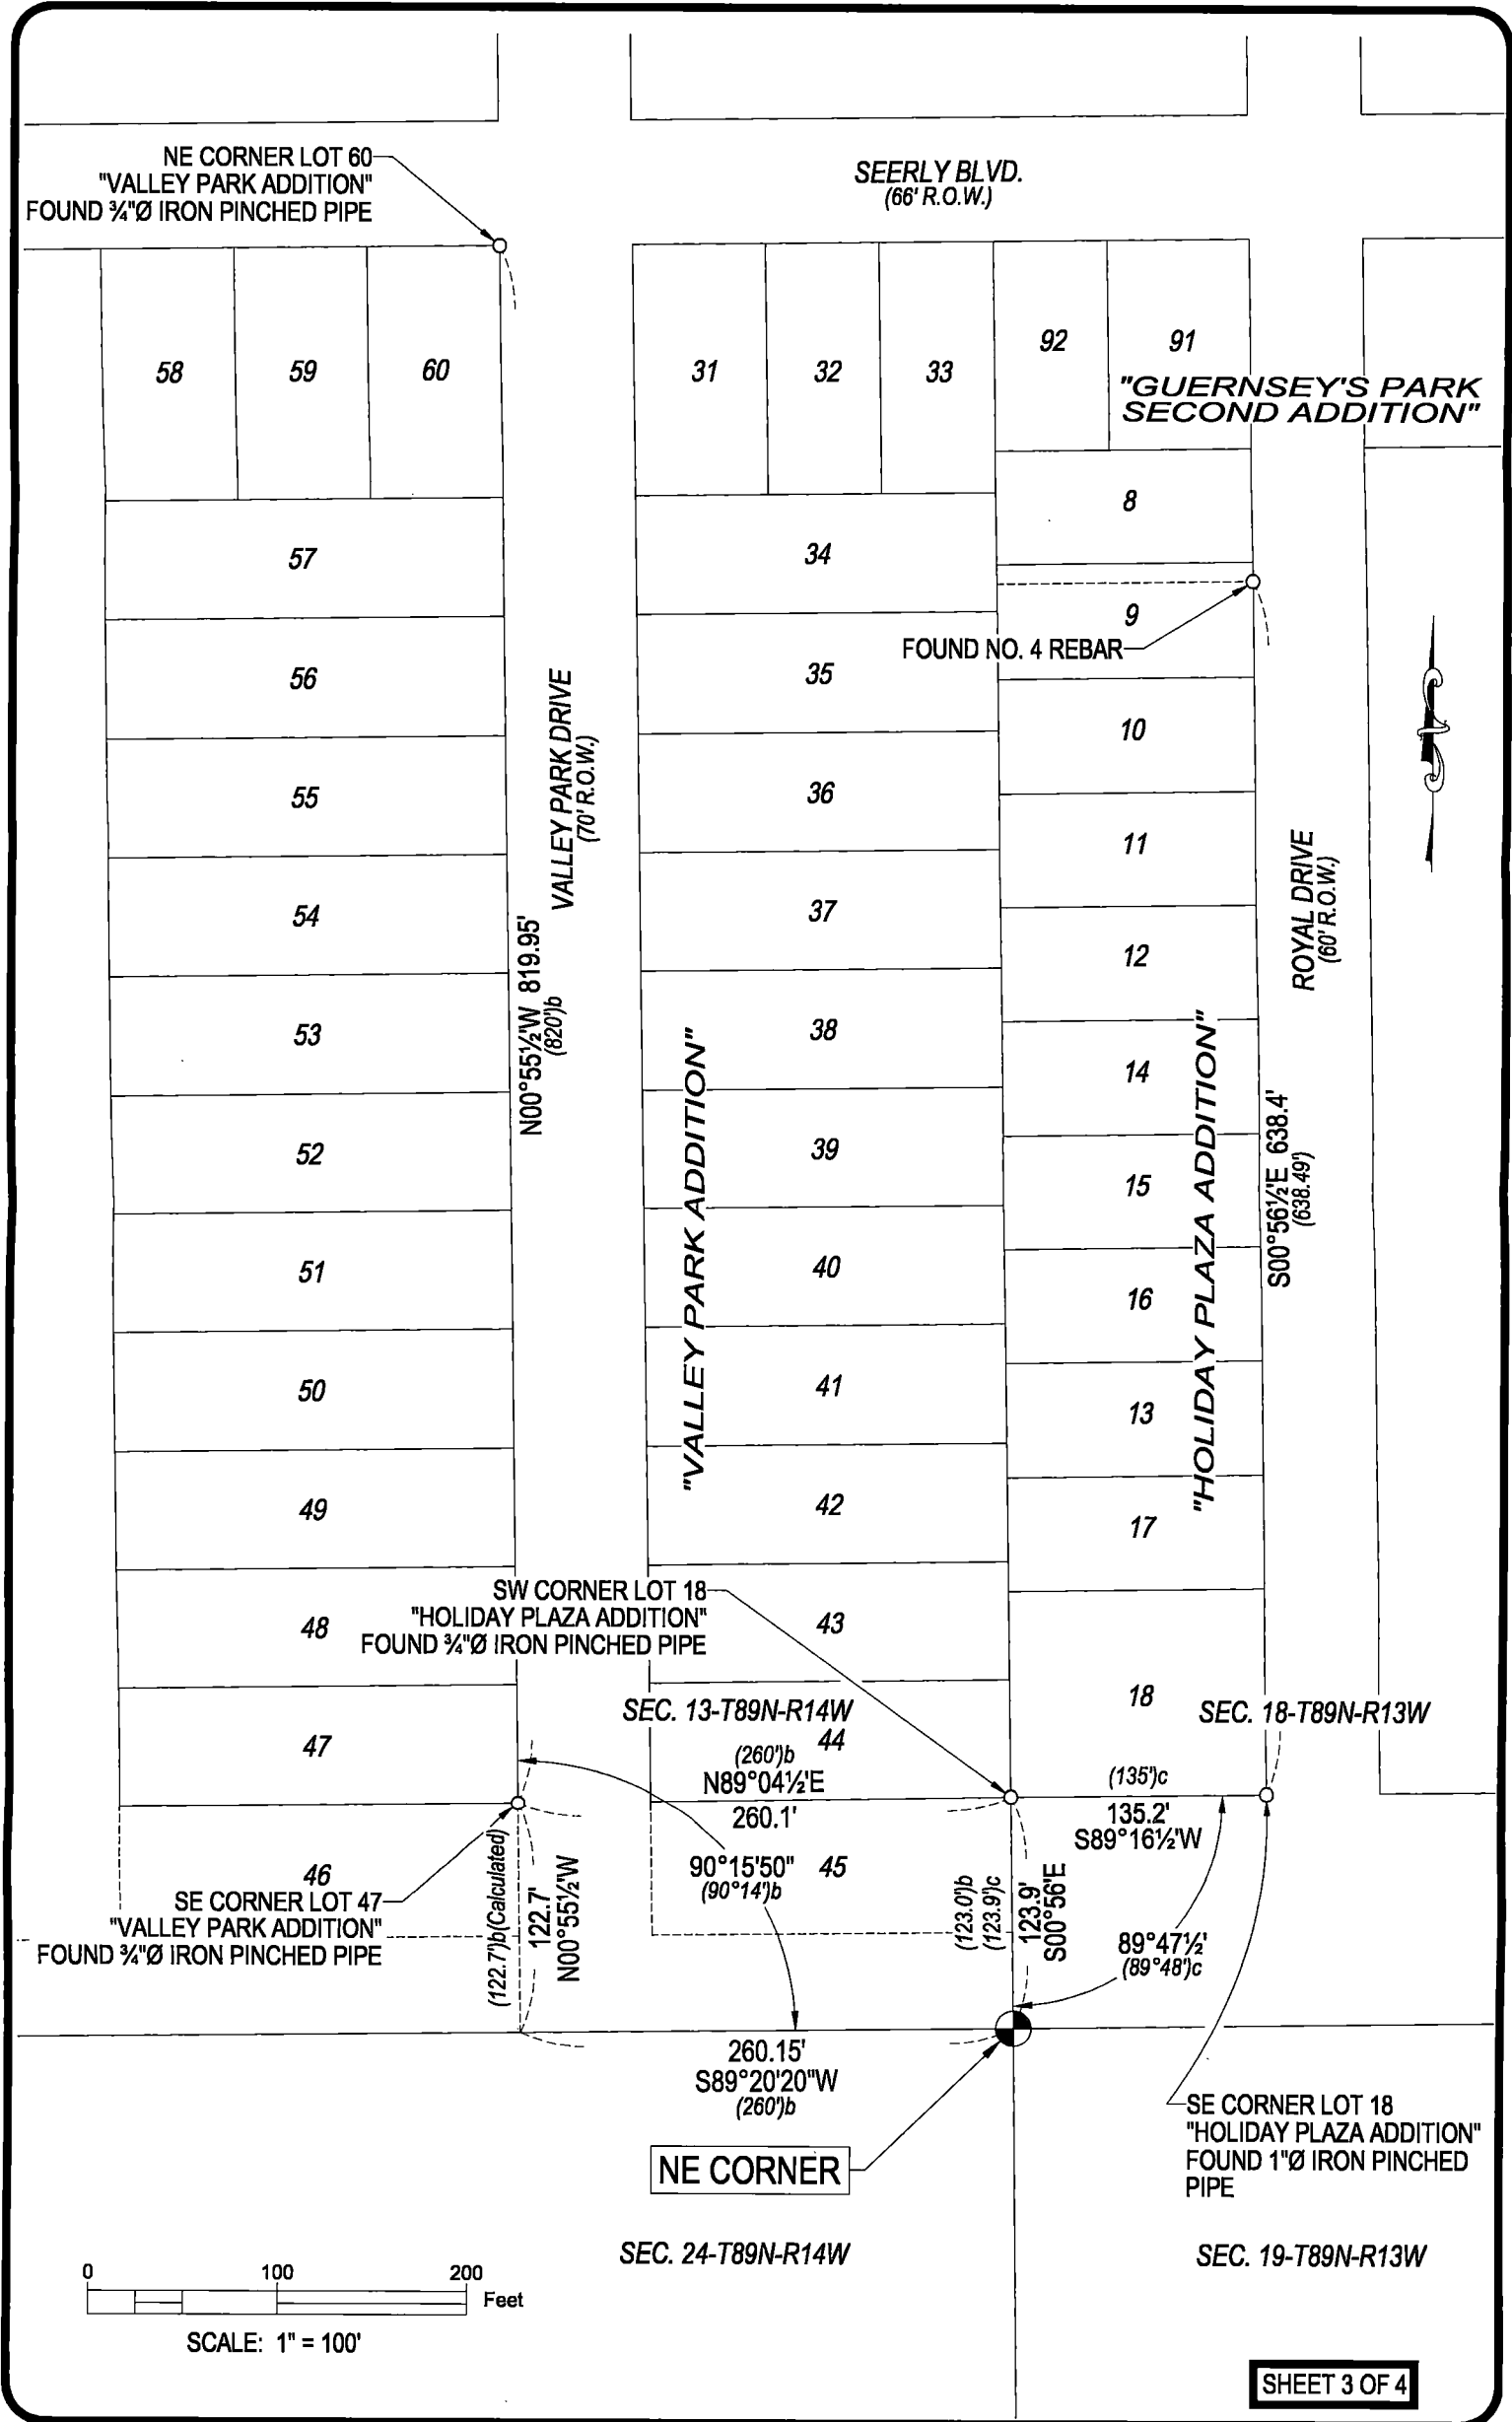 NE CORNER LOT 60
"VALLEY PARK ADDITION"
FOUND ¾"Ø IRON PINCHED PIPE
SEERLY BLVD.
(66' R.O.W.)
58
59
60
31
32
33
92
91
"GUERNSEY'S PARK
SECOND ADDITION"
8
57
34
9
FOUND NO. 4 REBAR
56
35
10
VALLEY PARK DRIVE
(70' R.O.W.)
55
36
11
ROYAL DRIVE
(60' R.O.W.)
54
37
12
N00°55½'W 819.95'
(820')b
53
38
14
"VALLEY PARK ADDITION"
"HOLIDAY PLAZA ADDITION"
S00°56½'E 638.4'
(638.49')
52
39
15
51
40
16
50
41
13
49
42
17
SW CORNER LOT 18
"HOLIDAY PLAZA ADDITION"
FOUND ¾"Ø IRON PINCHED PIPE
48
43
18
SEC. 13-T89N-R14W
SEC. 18-T89N-R13W
47
44
(260')b
N89°04½'E
260.1'
(135')c
135.2'
S89°16½'W
90°15'50"
(90°14')b
45
46
SE CORNER LOT 47
"VALLEY PARK ADDITION"
FOUND ¾"Ø IRON PINCHED PIPE
(122.7')b(Calculated)
122.7'
N00°55½'W
(123.0')b
(123.9')c
123.9'
S00°56'E
89°47½'
(89°48')c
260.15'
S89°20'20"W
(260')b
NE CORNER
SE CORNER LOT 18
"HOLIDAY PLAZA ADDITION"
FOUND 1"Ø IRON PINCHED
PIPE
SEC. 24-T89N-R14W
SEC. 19-T89N-R13W
0 100 200
Feet
SCALE: 1" = 100'
SHEET 3 OF 4